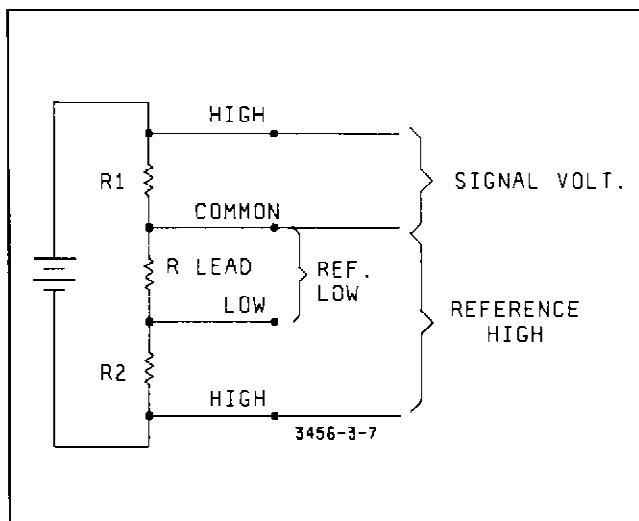 HIGH
R1
SIGNAL VOLT.
COMMON
R LEAD
REF.
LOW
LOW
REFERENCE
HIGH
R2
HIGH
3456-3-7